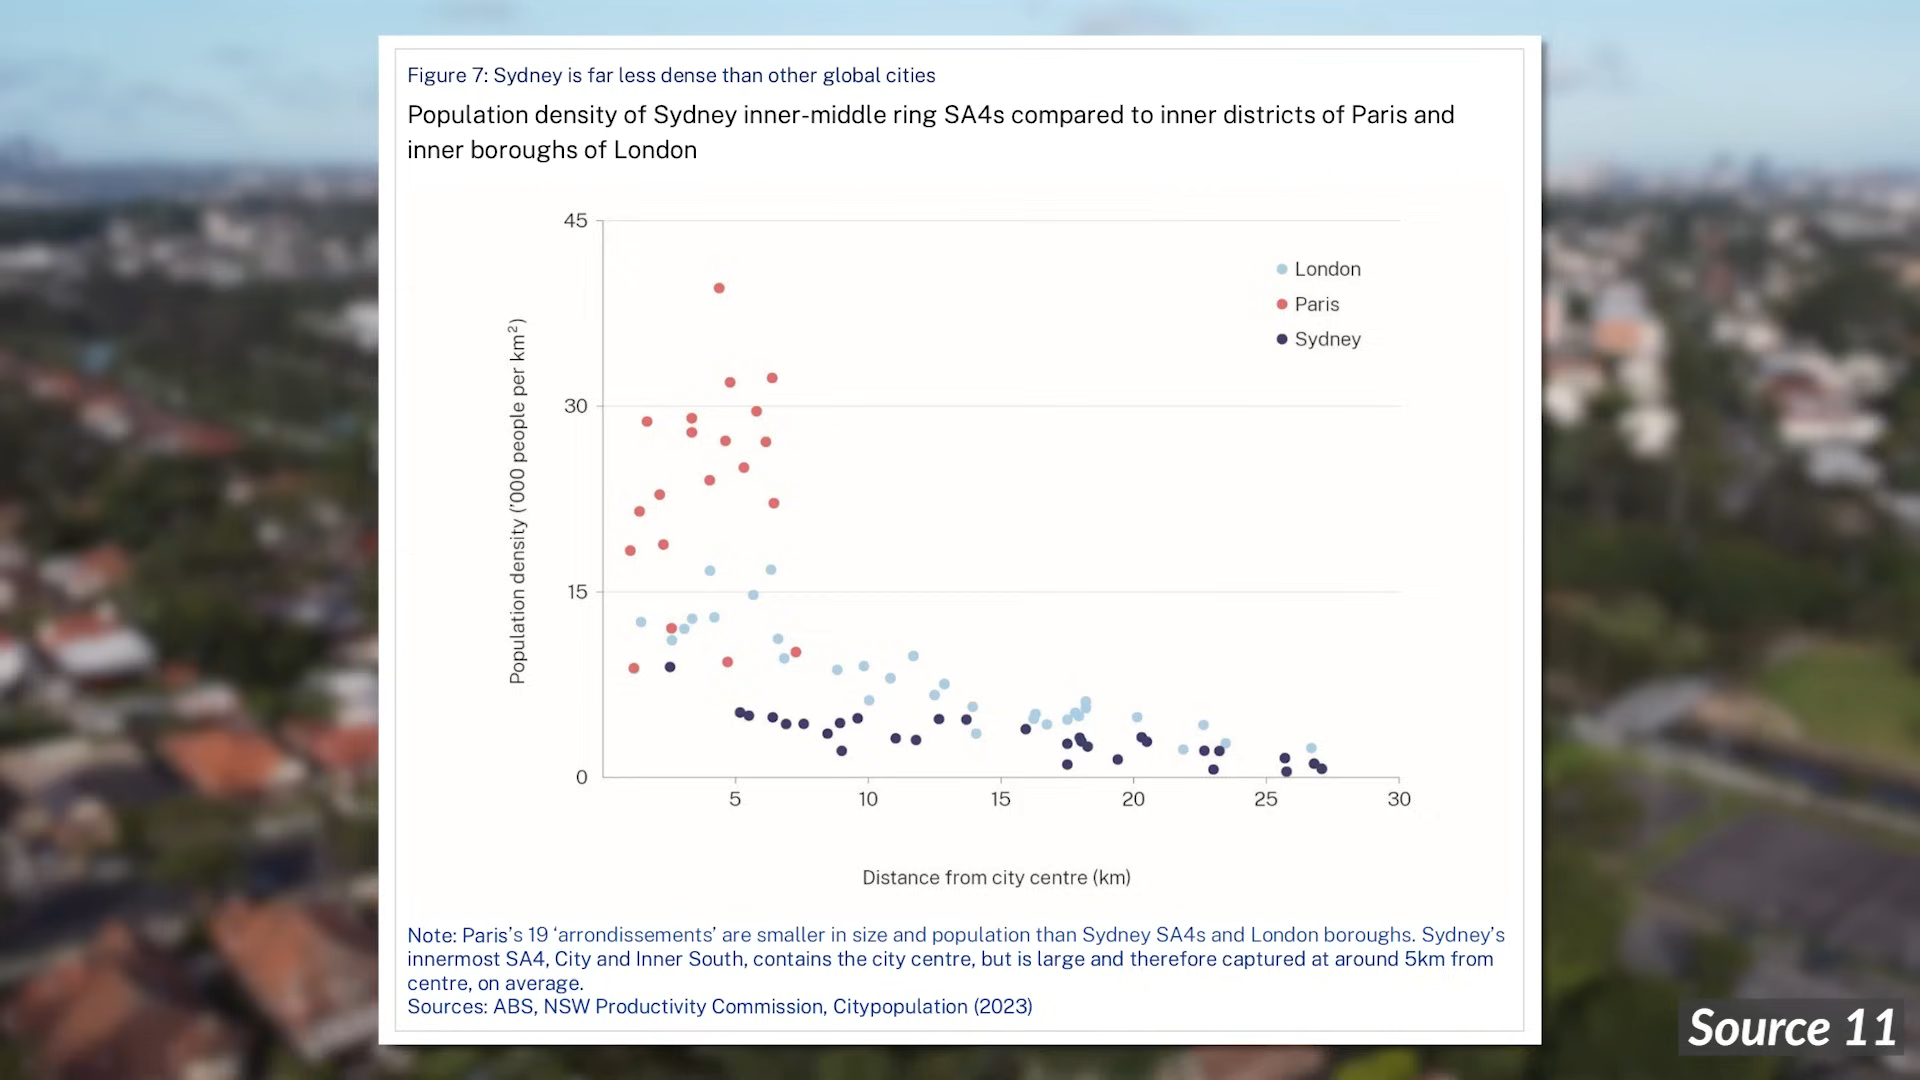 Figure 7: Sydney is far less dense than other global cities
Population density of Sydney inner-middle ring SA4s compared to inner districts of Paris and
inner boroughs of London
45
30
15
0
Population density ('000 people per km²)
London
Paris
Sydney
5 10 15 20 25 30
Distance from city centre (km)
Note: Paris's 19 ‘arrondissements’ are smaller in size and population than Sydney SA4s and London boroughs. Sydney's
innermost SA4, City and Inner South, contains the city centre, but is large and therefore captured at around 5km from
centre, on average.
Sources: ABS, NSW Productivity Commission, Citypopulation (2023)
Source 11